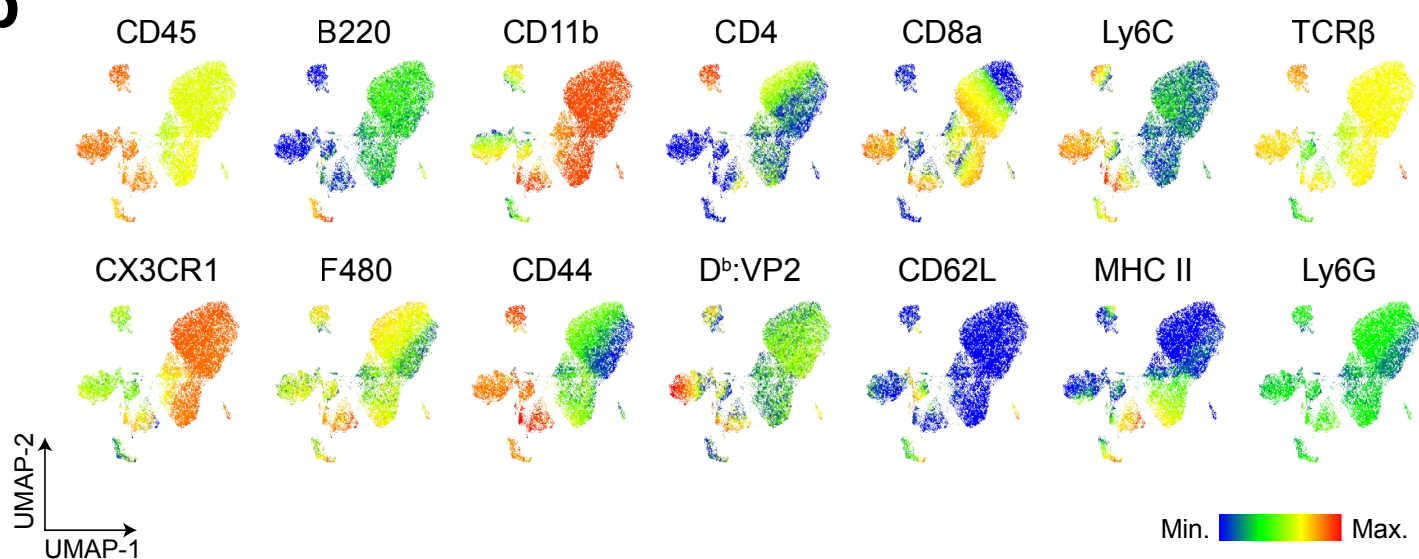 CD45 B220 CD11b CD4 CD8a Ly6C TCRβ
CX3CR1 F480 CD44 Dᵇ:VP2 CD62L MHC II Ly6G
UMAP-2
UMAP-1
Min. Max.